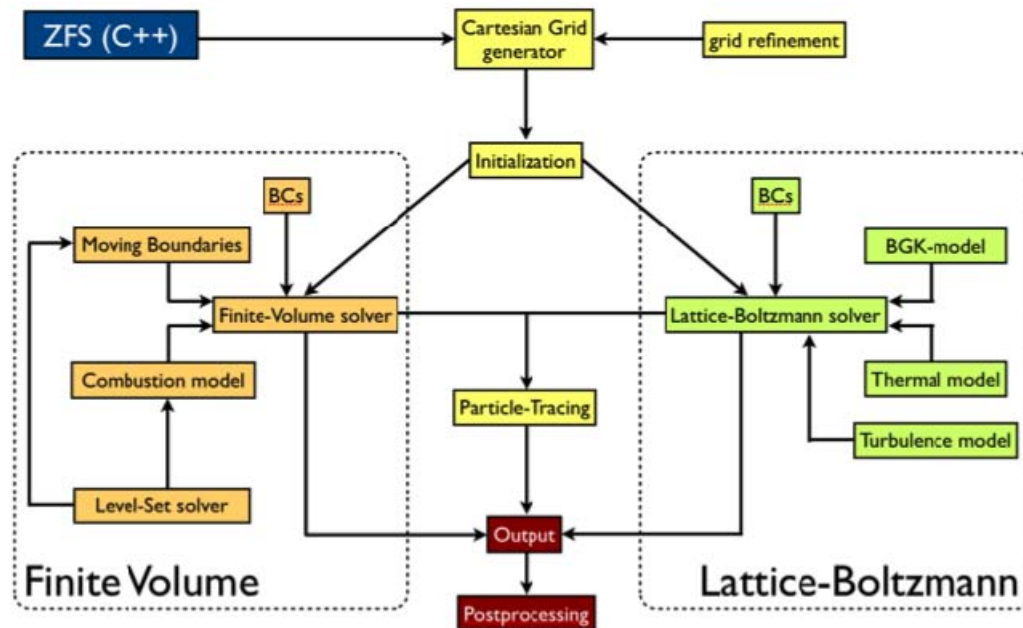 ZFS (C++)
Cartesian Grid
generator
grid refinement
Initialization
BCs
Moving Boundaries
Finite-Volume solver
Combustion model
Level-Set solver
Finite Volume
BCs
BGK-model
Lattice-Boltzmann solver
Thermal model
Turbulence model
Lattice-Boltzmann
Particle-Tracing
Output
Postprocessing